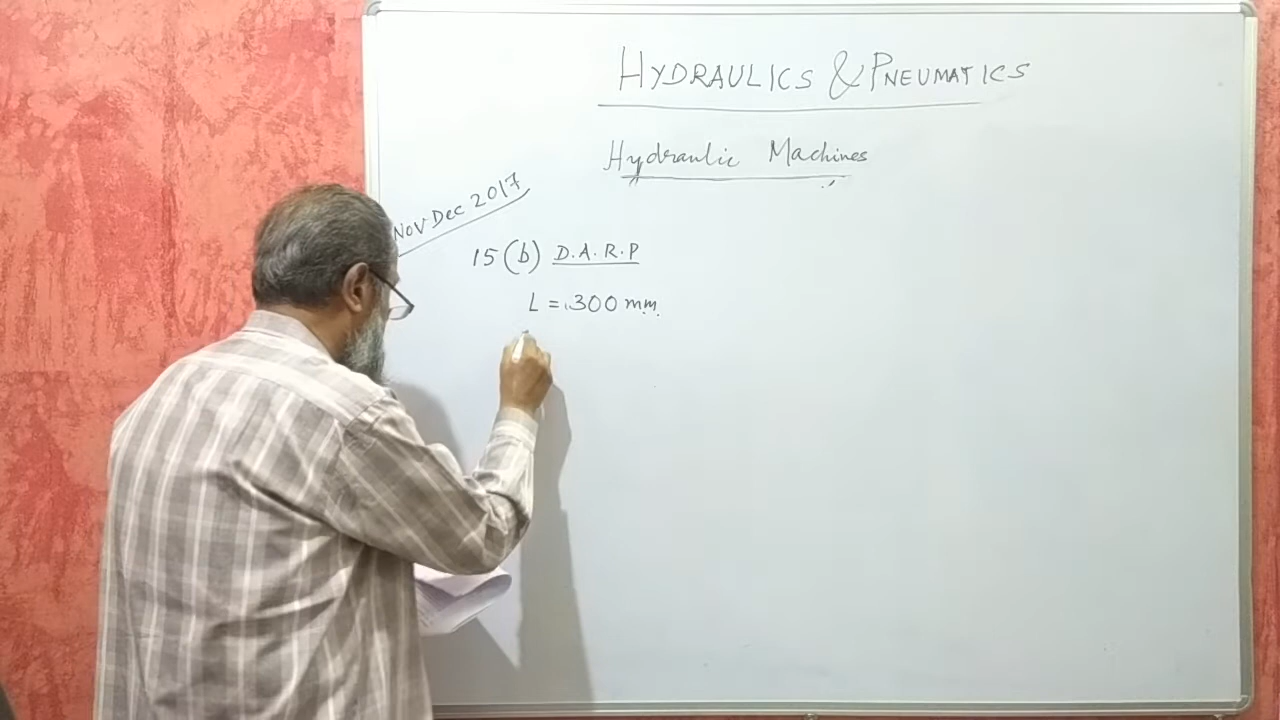 HYDRAULICS & PNEUMATICS
Hydraulic Machines
Nov Dec 2017
15 (b) D.A.R.P
L = 300 mm